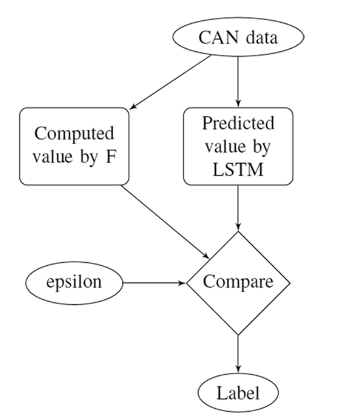 CAN data
Computed
value by F
Predicted
value by
LSTM
epsilon
Compare
Label